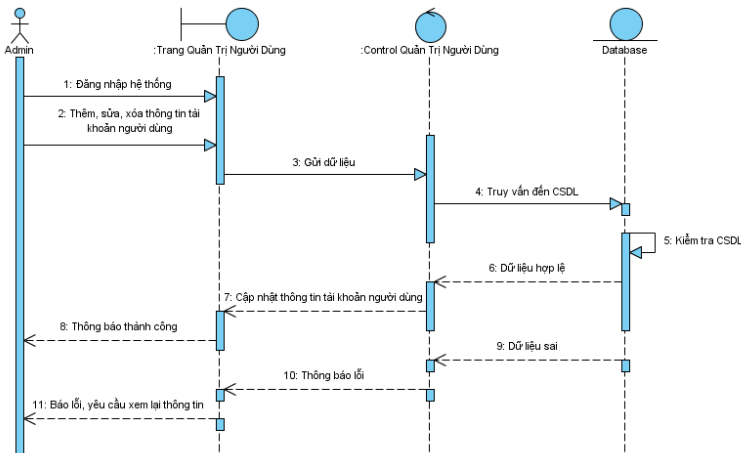 Admin
:Trang Quản Trị Người Dùng
:Control Quản Trị Người Dùng
Database
1: Đăng nhập hệ thống
2: Thêm, sửa, xóa thông tin tài
khoản người dùng
3: Gửi dữ liệu
4: Truy vấn đến CSDL
5: Kiểm tra CSDL
6: Dữ liệu hợp lệ
7: Cập nhật thông tin tài khoản người dùng
8: Thông báo thành công
9: Dữ liệu sai
10: Thông báo lỗi
11: Báo lỗi, yêu cầu xem lại thông tin